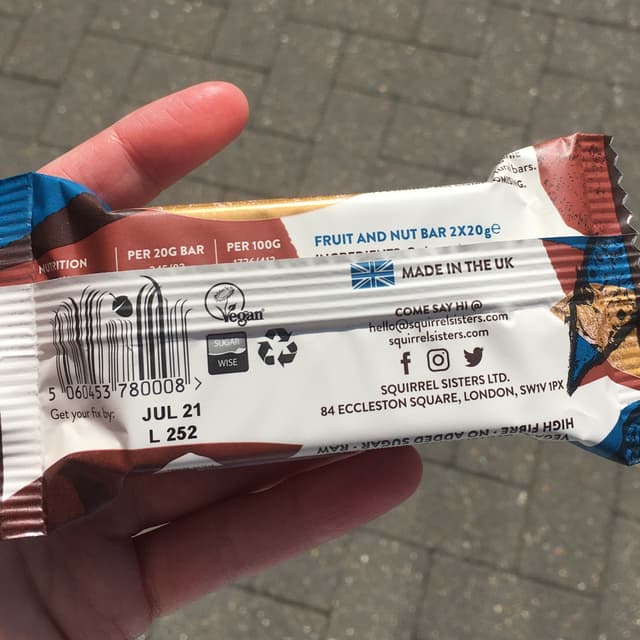 bars.
FRUIT AND NUT BAR 2X20g℮
NUTRITION
PER 20G BAR
PER 100G
MADE IN THE UK
Vegan
SUGAR
WISE
COME SAY HI @
hello@squirrelsisters.com
squirrelsisters.com
SQUIRREL SISTERS LTD.
84 ECCLESTON SQUARE, LONDON, SW1V 1PX
5 060453 780008 >
Get your fix by:
JUL 21
L 252
HIGH FIBRE · NO ADDED SUGAR · RAW